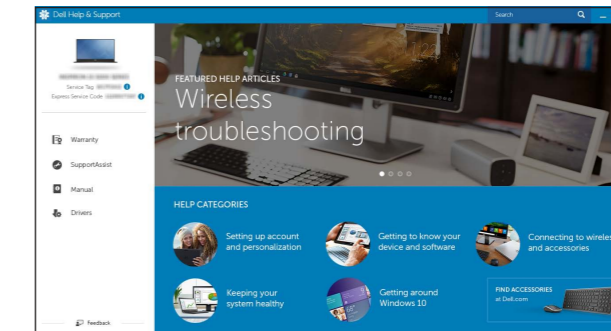 Dell Help & Support
Search
Service Tag:
Express Service Code:
Warranty
SupportAssist
Manual
Drivers
Feedback
FEATURED HELP ARTICLES
Wireless
troubleshooting
HELP CATEGORIES
Setting up account
and personalization
Getting to know your
device and software
Connecting to wireless
and accessories
Keeping your
system healthy
Getting around
Windows 10
FIND ACCESSORIES
at Dell.com